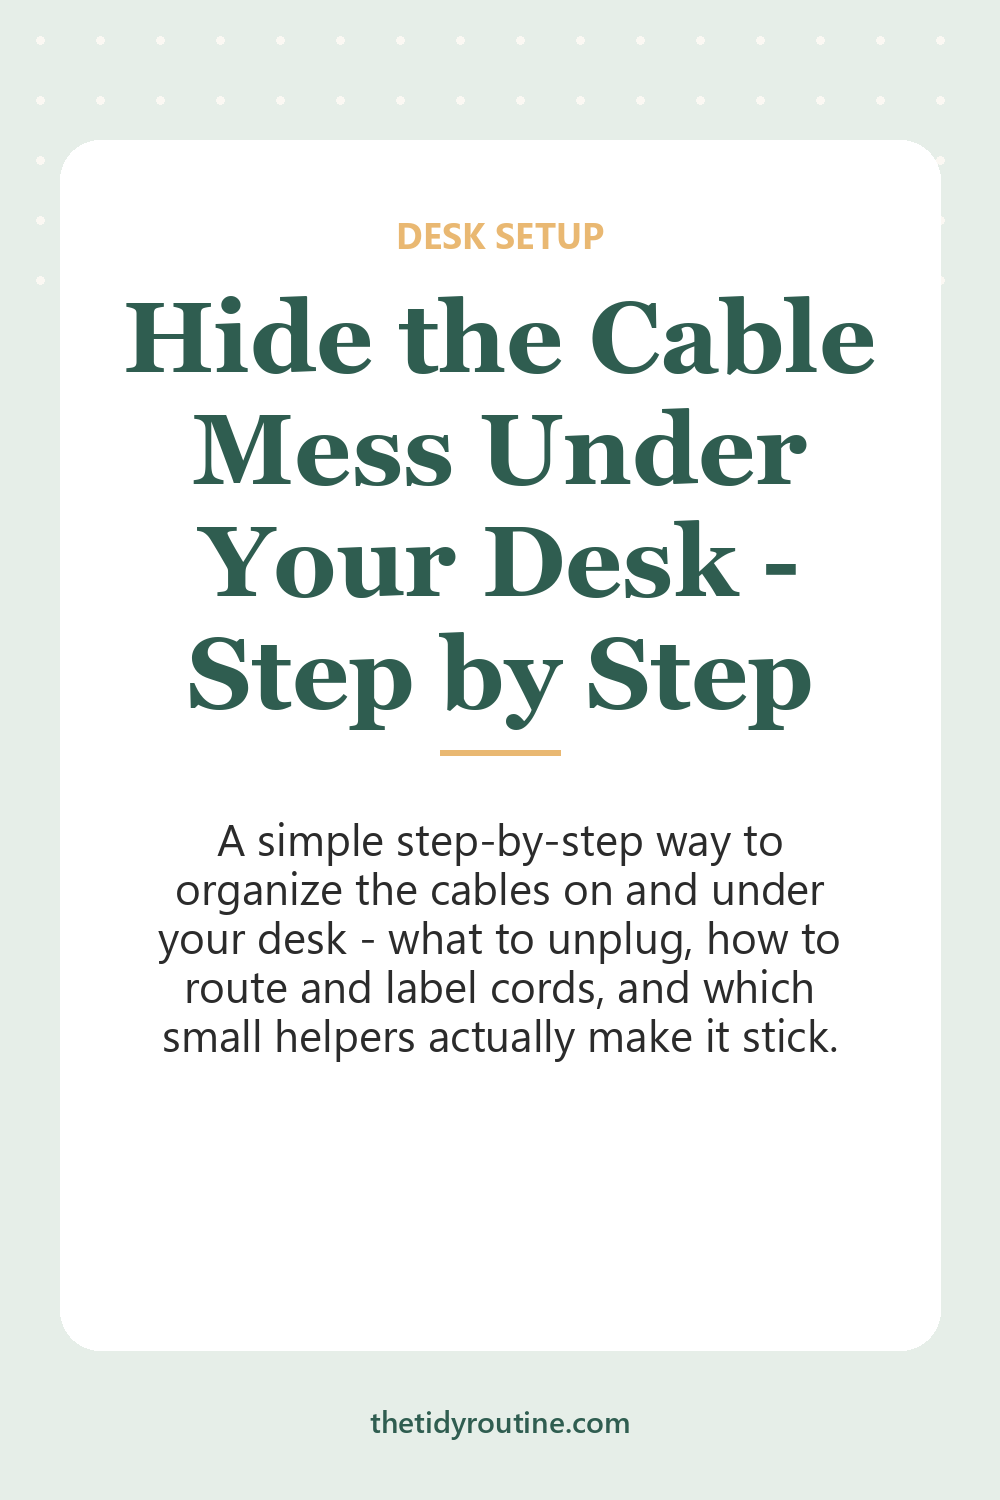 DESK SETUP
Hide the Cable
Mess Under
Your Desk -
Step by Step
A simple step-by-step way to
organize the cables on and under
your desk - what to unplug, how to
route and label cords, and which
small helpers actually make it stick.
thetidyroutine.com